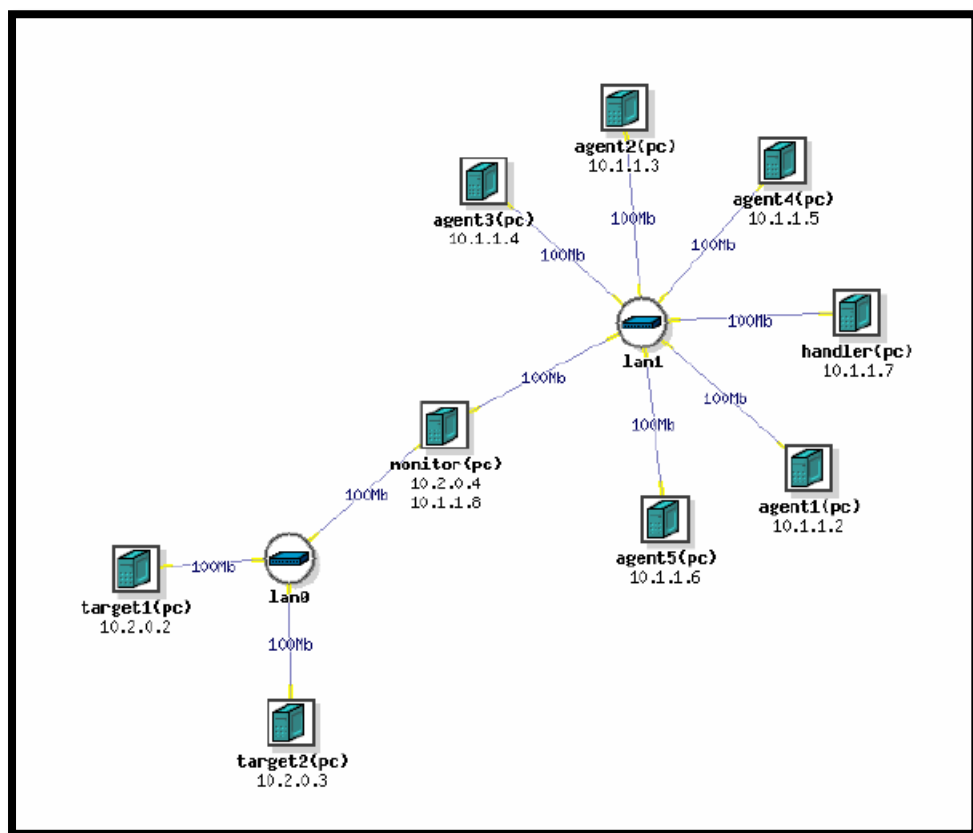 agent2(pc)
10.1.1.3
agent3(pc)
10.1.1.4
agent4(pc)
10.1.1.5
100Mb
100Mb
100Mb
100Mb
lan1
handler(pc)
10.1.1.7
100Mb
100Mb
100Mb
monitor(pc)
10.2.0.4
10.1.1.8
agent1(pc)
10.1.1.2
agent5(pc)
10.1.1.6
100Mb
100Mb
lan0
target1(pc)
10.2.0.2
100Mb
target2(pc)
10.2.0.3